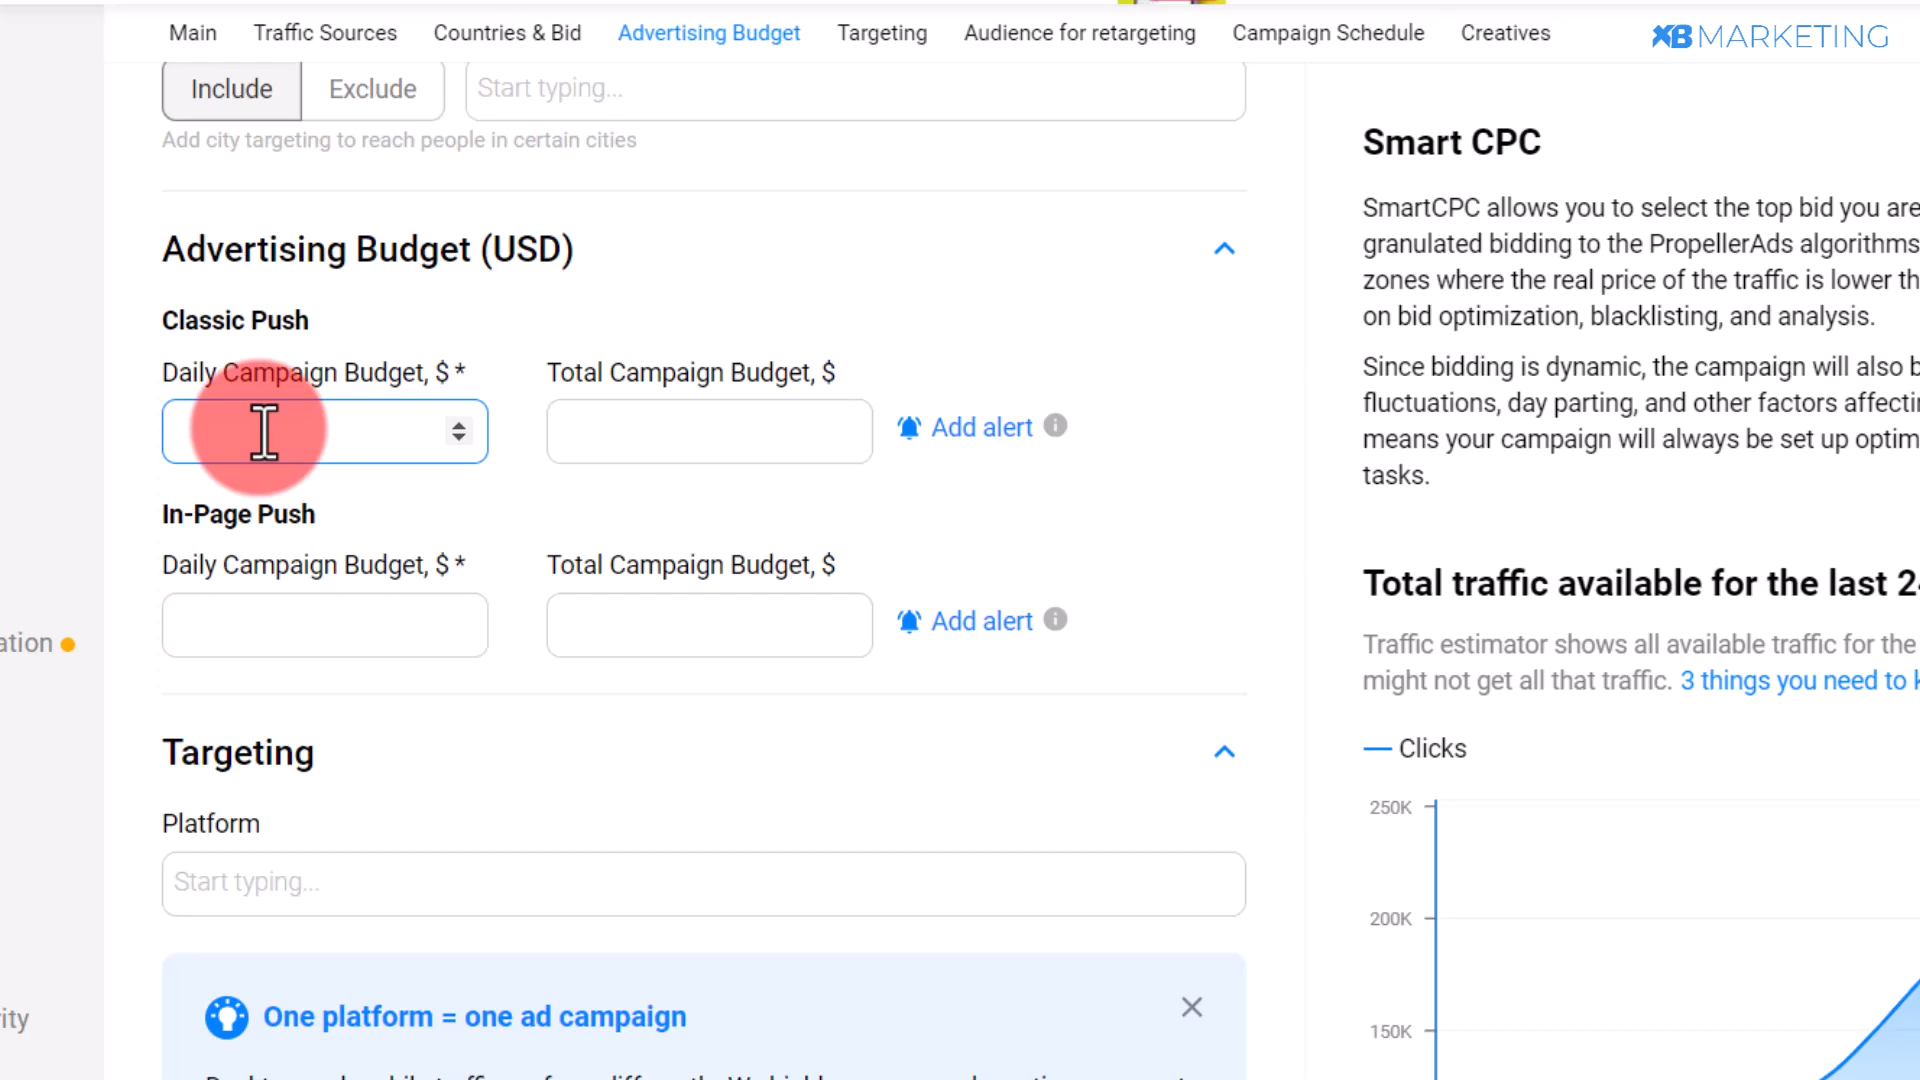 Main Traffic Sources Countries & Bid Advertising Budget Targeting Audience for retargeting Campaign Schedule Creatives
XB MARKETING
Include Exclude Start typing...
Add city targeting to reach people in certain cities
Advertising Budget (USD)
Classic Push
Daily Campaign Budget, $ * Total Campaign Budget, $
Add alert
In-Page Push
Daily Campaign Budget, $ * Total Campaign Budget, $
Add alert
Targeting
Platform
Start typing...
One platform = one ad campaign
Smart CPC
SmartCPC allows you to select the top bid you are
granulated bidding to the PropellerAds algorithms
zones where the real price of the traffic is lower th
on bid optimization, blacklisting, and analysis.
Since bidding is dynamic, the campaign will also b
fluctuations, day parting, and other factors affecti
means your campaign will always be set up optim
tasks.
Total traffic available for the last 2
Traffic estimator shows all available traffic for the
might not get all that traffic. 3 things you need to k
Clicks
250K
200K
150K
ation
ity